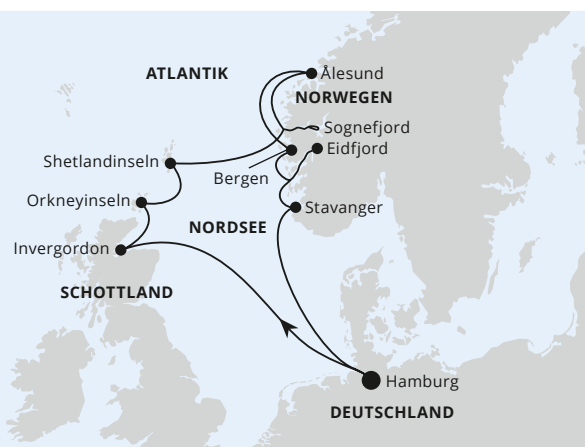 ATLANTIK
Ålesund
NORWEGEN
Sognefjord
Eidfjord
Shetlandinseln
Bergen
Orkneyinseln
Stavanger
NORDSEE
Invergordon
SCHOTTLAND
Hamburg
DEUTSCHLAND